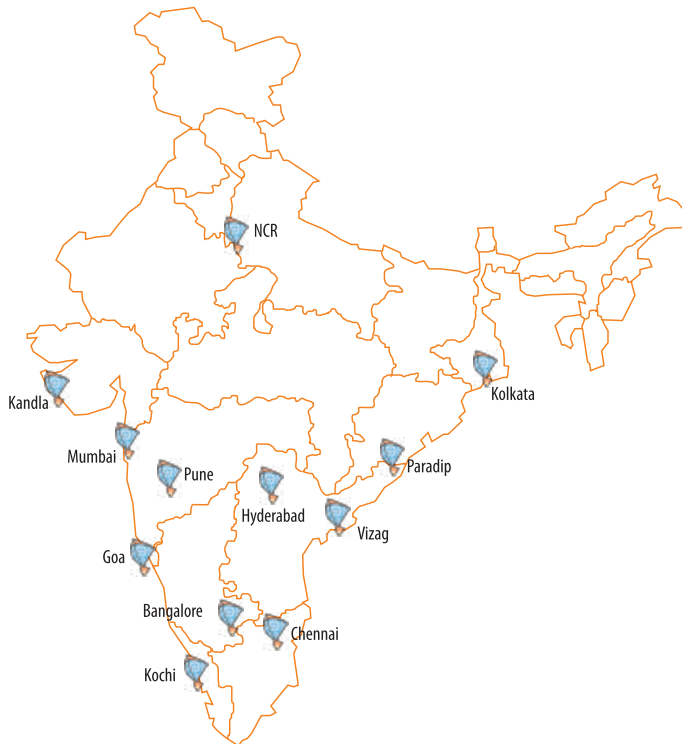 NCR
Kolkata
Kandla
Mumbai
Pune
Paradip
Hyderabad
Vizag
Goa
Bangalore
Chennai
Kochi